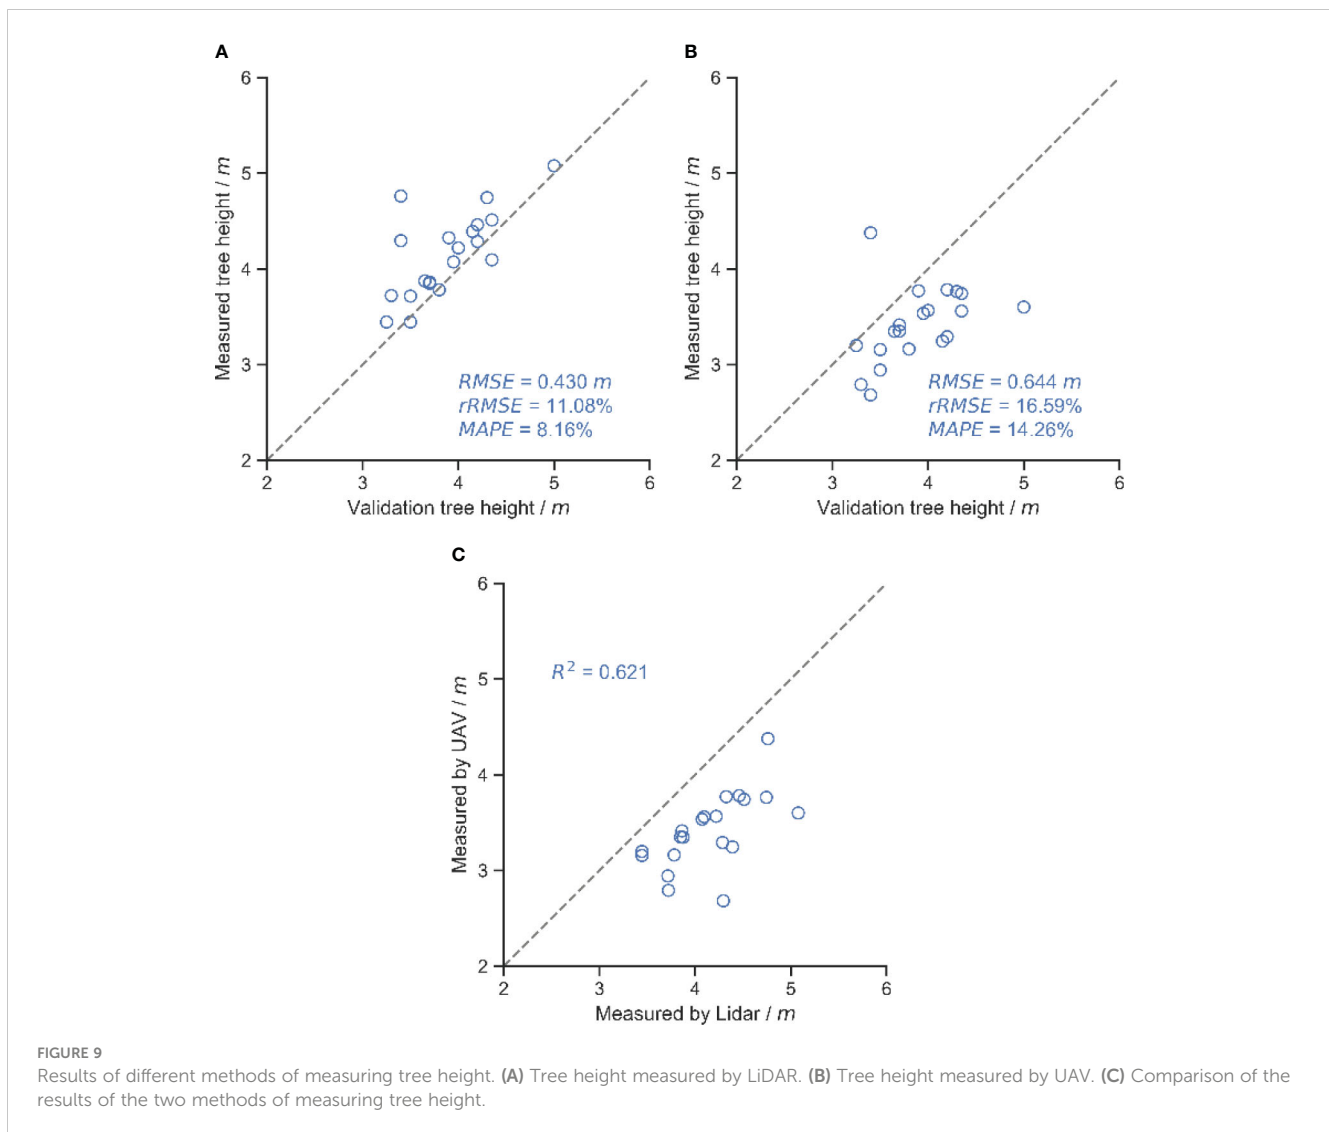 A
6
5
4
3
2
2 3 4 5 6
Measured tree height / m
Validation tree height / m
RMSE = 0.430 m
rRMSE = 11.08%
MAPE = 8.16%
B
6
5
4
3
2
2 3 4 5 6
Measured tree height / m
Validation tree height / m
RMSE = 0.644 m
rRMSE = 16.59%
MAPE = 14.26%
C
6
5
4
3
2
2 3 4 5 6
Measured by UAV / m
Measured by Lidar / m
R² = 0.621
FIGURE 9
Results of different methods of measuring tree height. (A) Tree height measured by LiDAR. (B) Tree height measured by UAV. (C) Comparison of the
results of the two methods of measuring tree height.